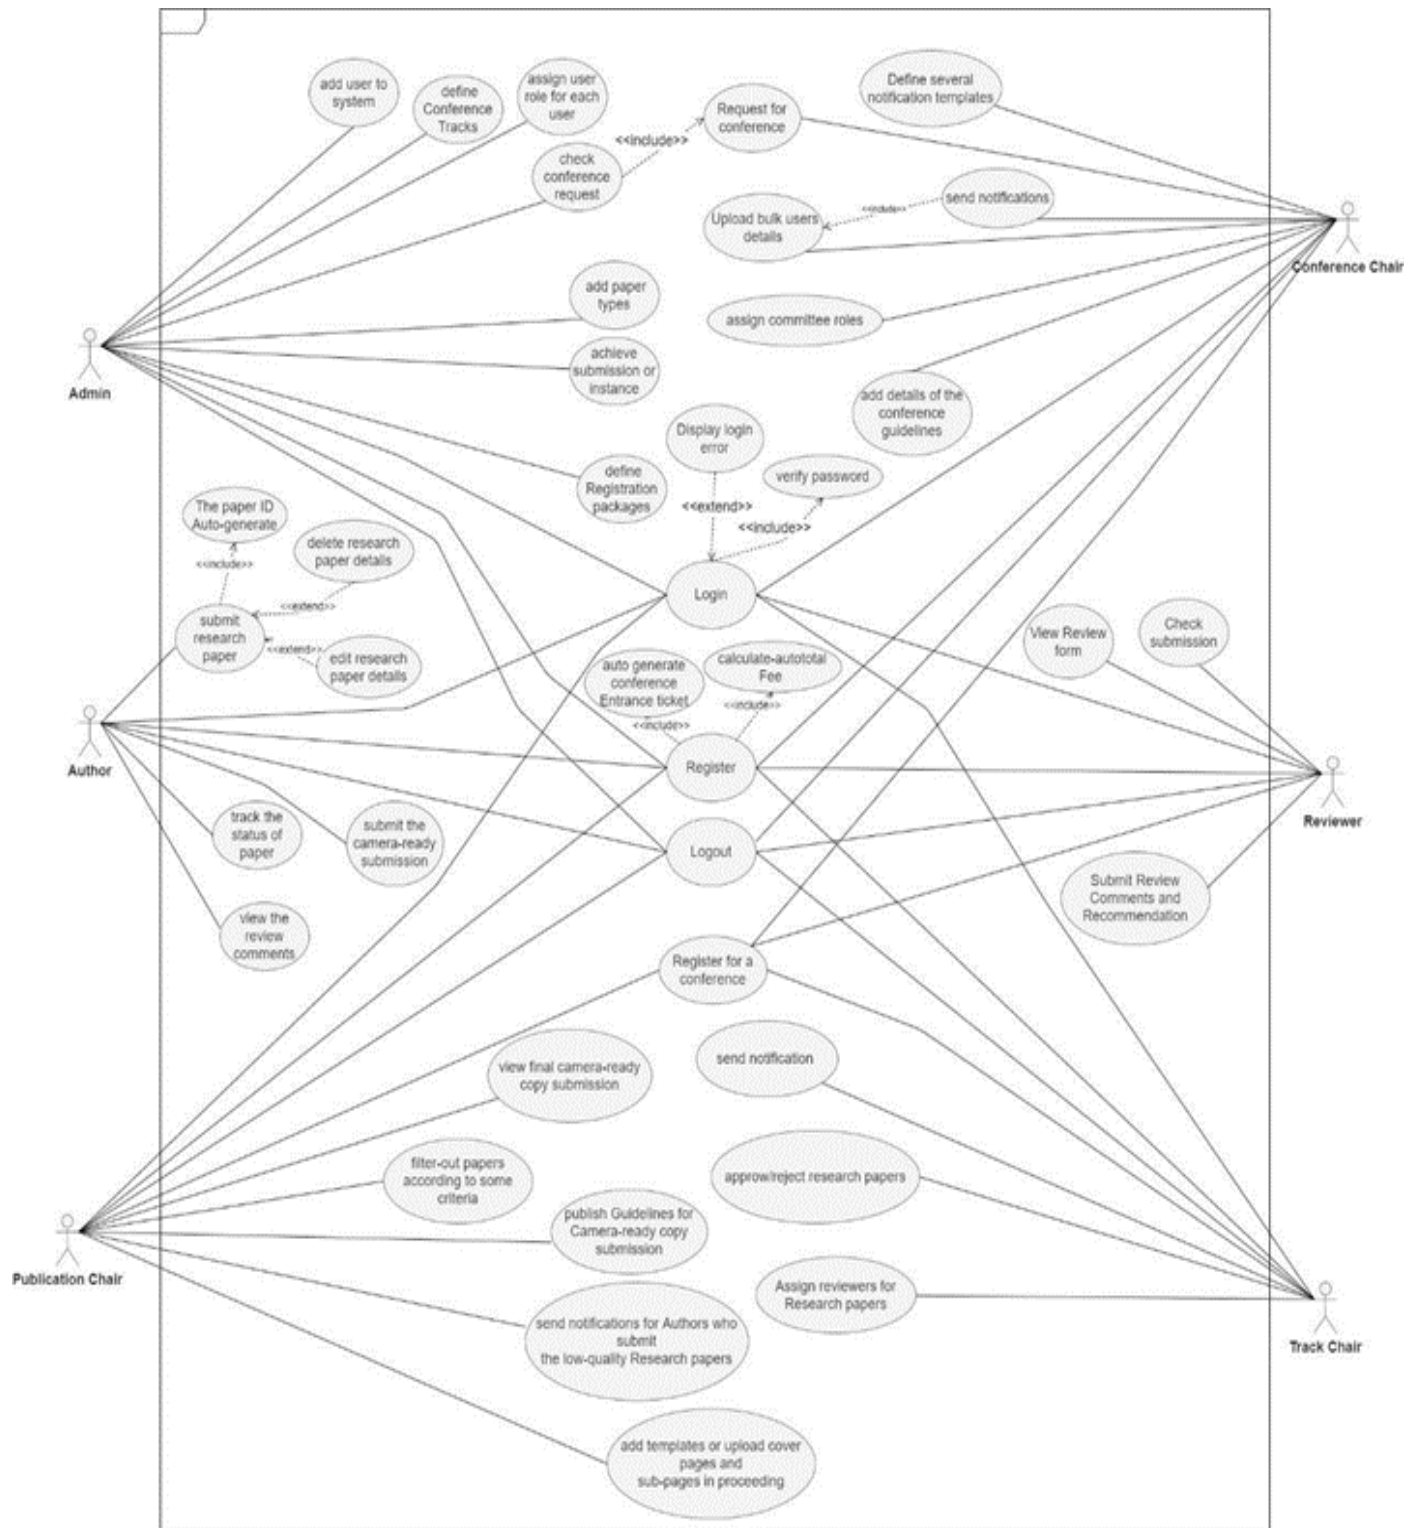 add user to
system
define
Conference
Tracks
assign user
role for each
user
Request for
conference
Define several
notification templates
<<include>>
check
conference
request
Upload bulk users
details
<<include>>
send notifications
Conference Chair
add paper
types
assign committee roles
achieve
submission or
instance
Admin
add details of the
conference
guidelines
Display login
error
verify password
define
Registration
packages
<<extend>>
<<include>>
The paper ID
Auto-generate
delete research
paper details
<<include>>
<<extend>>
Login
submit
research
paper
<<extend>>
edit research
paper details
View Review
form
Check
submission
auto generate
conference
Entrance ticket
calculate-autototal
Fee
<<include>>
<<include>>
Author
Register
track the
status of
paper
submit the
camera-ready
submission
Logout
Reviewer
Submit Review
Comments and
Recommendation
view the
review
comments
Register for a
conference
view final camera-ready
copy submission
send notification
filter-out papers
according to some
criteria
approw/reject research papers
publish Guidelines for
Camera-ready copy
submission
Publication Chair
Assign reviewers for
Research papers
send notifications for Authors who
submit
the low-quality Research papers
Track Chair
add templates or upload cover
pages and
sub-pages in proceeding